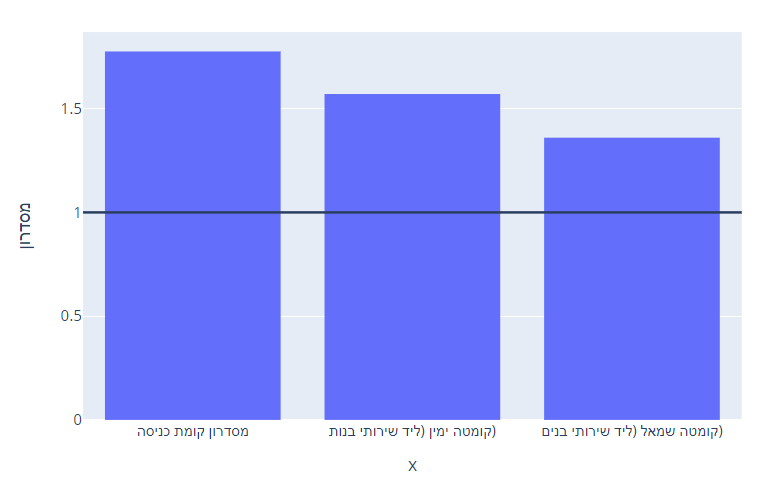 1.5
1
0.5
0
מסדרון
מסדרון קומת כניסה
קומטה ימין (ליד שירותי בנות)
קומטה שמאל (ליד שירותי בנים)
X